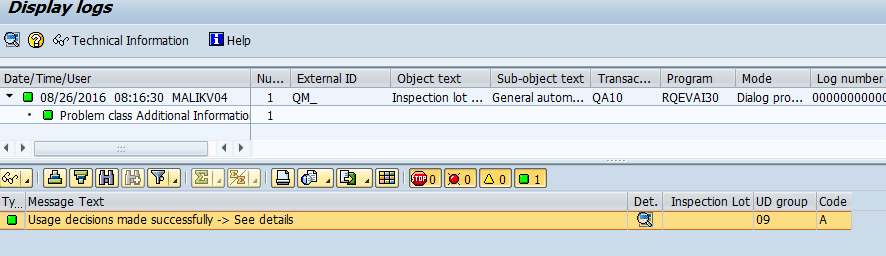 Display logs
Technical Information Help
Date/Time/User Nu... External ID Object text Sub-object text Transac... Program Mode Log number
08/26/2016 08:16:30 MALIKV04 1 QM_ Inspection lot ... General autom... QA10 RQEVAI30 Dialog pro... 00000000000
Problem class Additional Informatio 1
STOP 0 0 0 1
Ty... Message Text Det. Inspection Lot UD group Code
Usage decisions made successfully -> See details 09 A